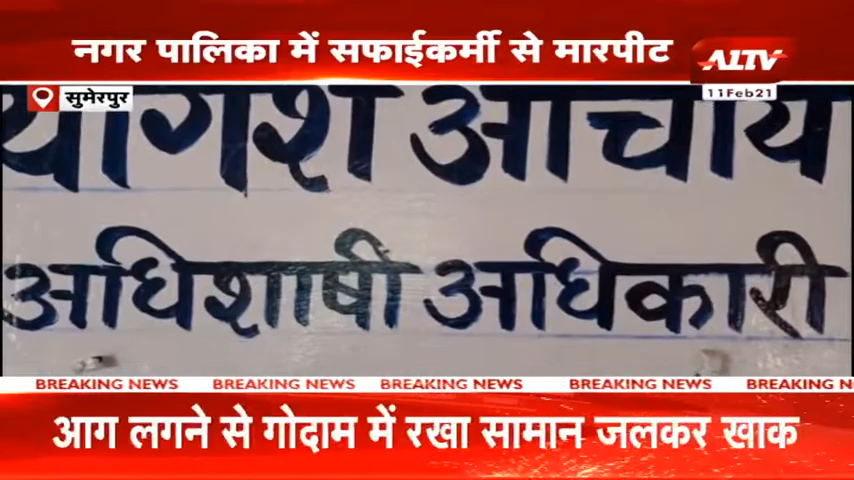 नगर पालिका में सफाईकर्मी से मारपीट
ALTV
11Feb21
सुमेरपुर
योगेश आचार्य
अधिशाषी अधिकारी
BREAKING NEWS BREAKING NEWS BREAKING NEWS BREAKING NEWS BREAKING N
आग लगने से गोदाम में रखा सामान जलकर खाक